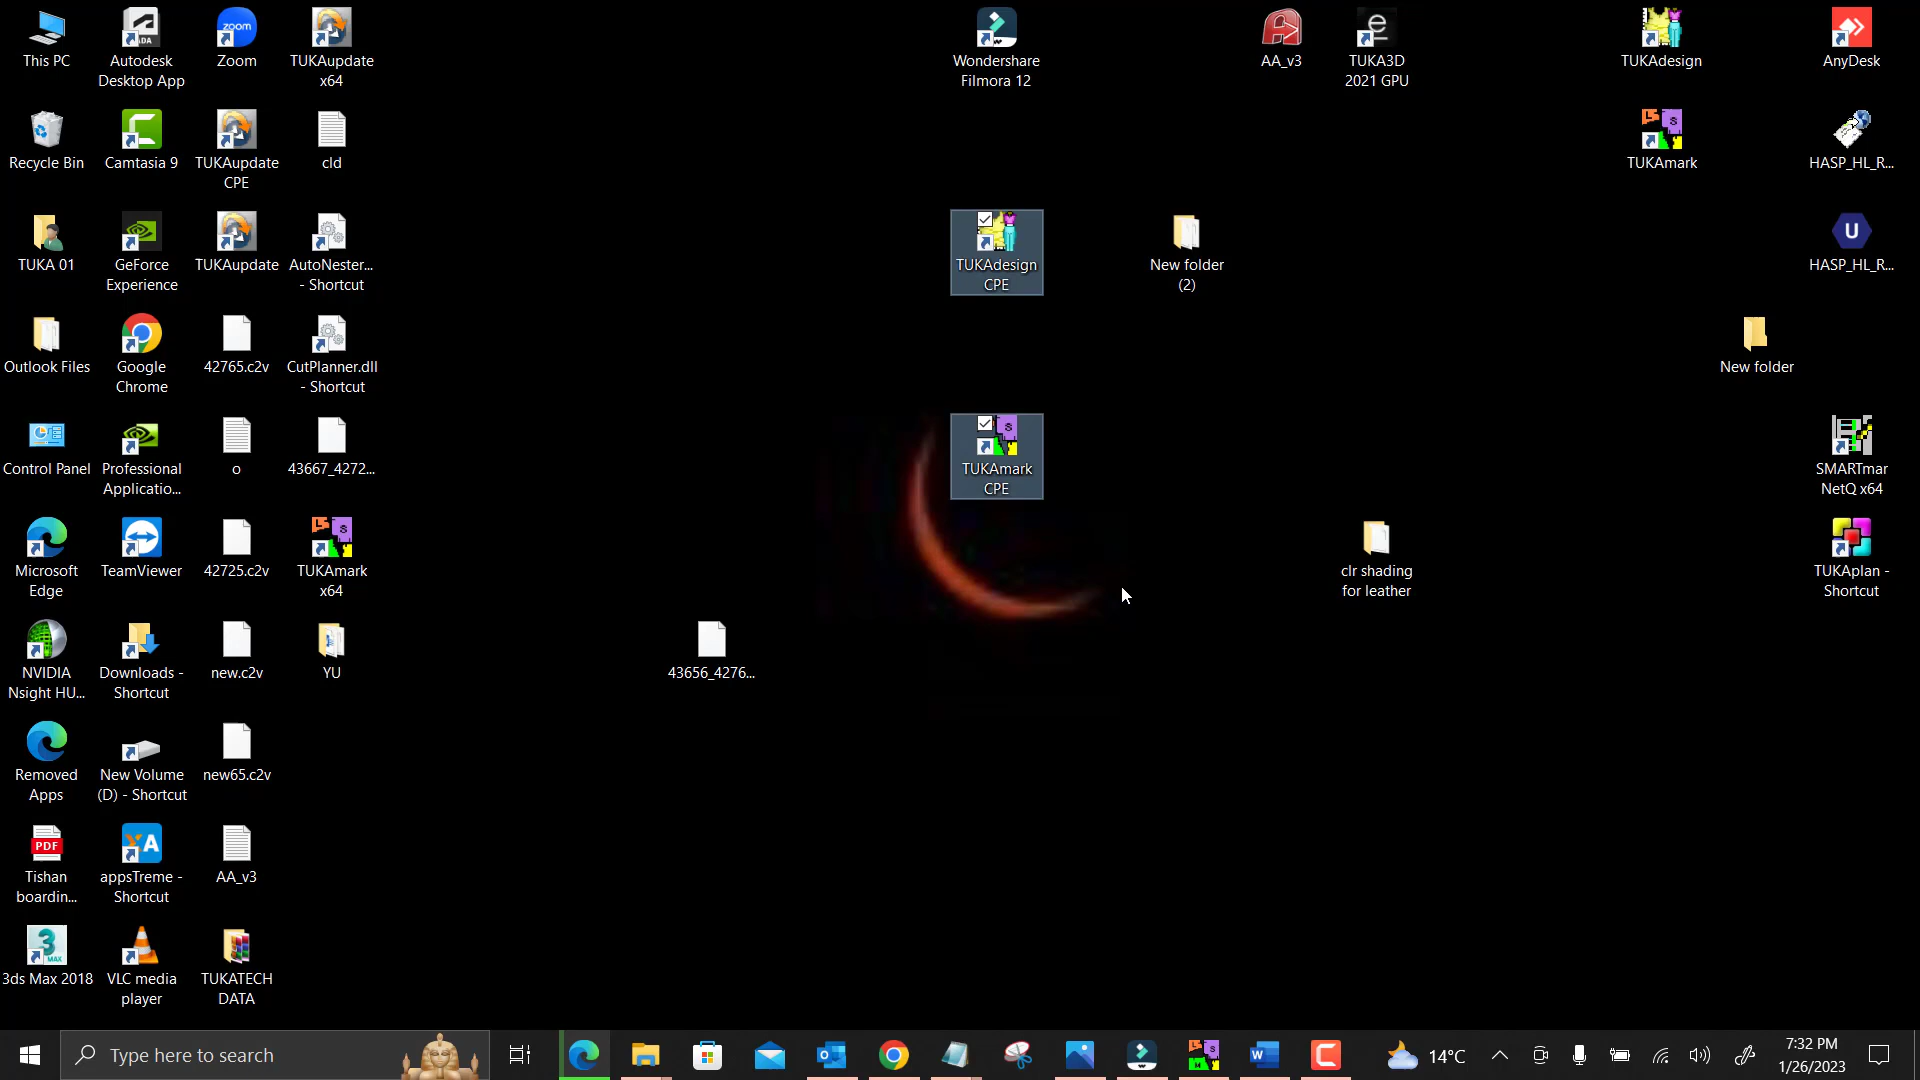 This PC
Autodesk
Desktop App
Zoom
TUKAupdate
x64
Wondershare
Filmora 12
AA_v3
TUKA3D
2021 GPU
TUKAdesign
AnyDesk
Recycle Bin
Camtasia 9
TUKAupdate
CPE
cld
TUKAmark
HASP_HL_R...
TUKA 01
GeForce
Experience
TUKAupdate
AutoNester...
- Shortcut
TUKAdesign
CPE
New folder
(2)
HASP_HL_R...
Outlook Files
Google
Chrome
42765.c2v
CutPlanner.dll
- Shortcut
New folder
Control Panel
Professional
Applicatio...
o
43667_4272...
TUKAmark
CPE
SMARTmar
NetQ x64
Microsoft
Edge
TeamViewer
42725.c2v
TUKAmark
x64
clr shading
for leather
TUKAplan -
Shortcut
NVIDIA
Nsight HU...
Downloads -
Shortcut
new.c2v
YU
43656_4276...
Removed
Apps
New Volume
(D) - Shortcut
new65.c2v
PDF
Tishan
boardin...
appsTreme -
Shortcut
AA_v3
3ds Max 2018
VLC media
player
TUKATECH
DATA
Type here to search
14°C
7:32 PM
1/26/2023